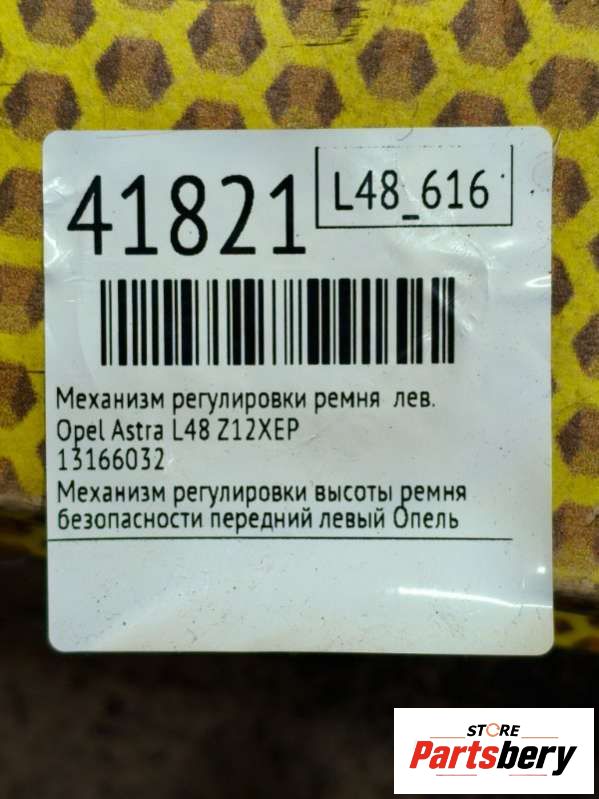 41821
L48_616
Механизм регулировки ремня лев.
Opel Astra L48 Z12XEP
13166032
Механизм регулировки высоты ремня
безопасности передний левый Опель
STORE
Partsbery